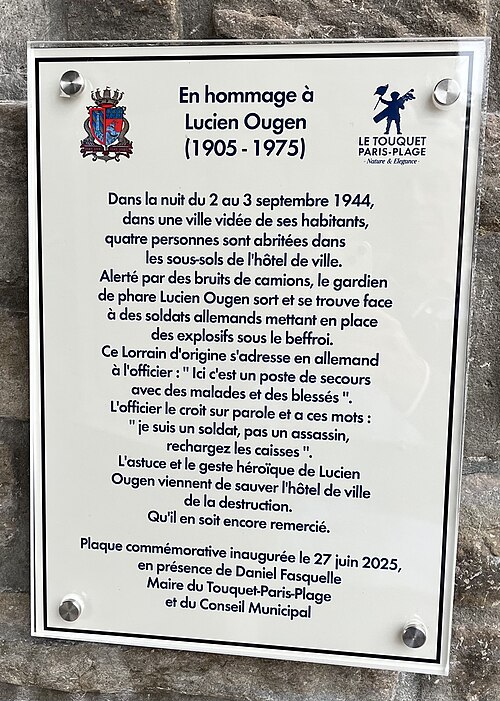 En hommage à
Lucien Ougen
(1905 - 1975)
LE TOUQUET
PARIS-PLAGE
- Nature & Elegance -
Dans la nuit du 2 au 3 septembre 1944,
dans une ville vidée de ses habitants,
quatre personnes sont abritées dans
les sous-sols de l'hôtel de ville.
Alerté par des bruits de camions, le gardien
de phare Lucien Ougen sort et se trouve face
à des soldats allemands mettant en place
des explosifs sous le beffroi.
Ce Lorrain d'origine s'adresse en allemand
à l'officier : " Ici c'est un poste de secours
avec des malades et des blessés ".
L'officier le croit sur parole et a ces mots :
" je suis un soldat, pas un assassin,
rechargez les caisses ".
L'astuce et le geste héroïque de Lucien
Ougen viennent de sauver l'hôtel de ville
de la destruction.
Qu'il en soit encore remercié.
Plaque commémorative inaugurée le 27 juin 2025,
en présence de Daniel Fasquelle
Maire du Touquet-Paris-Plage
et du Conseil Municipal